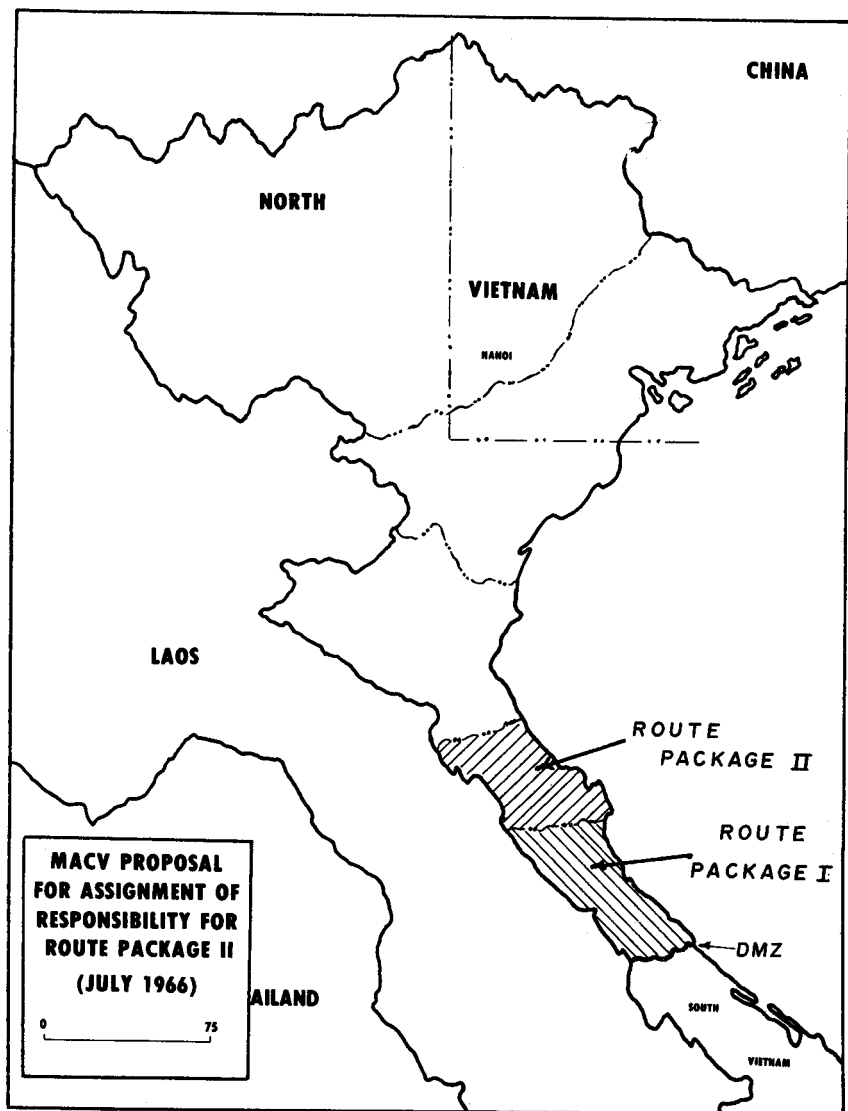 CHINA
NORTH
VIETNAM
HANOI
LAOS
ROUTE
PACKAGE II
ROUTE
PACKAGE I
DMZ
MACV PROPOSAL
FOR ASSIGNMENT OF
RESPONSIBILITY FOR
ROUTE PACKAGE II
(JULY 1966)
0 75
AILAND
SOUTH
VIETNAM